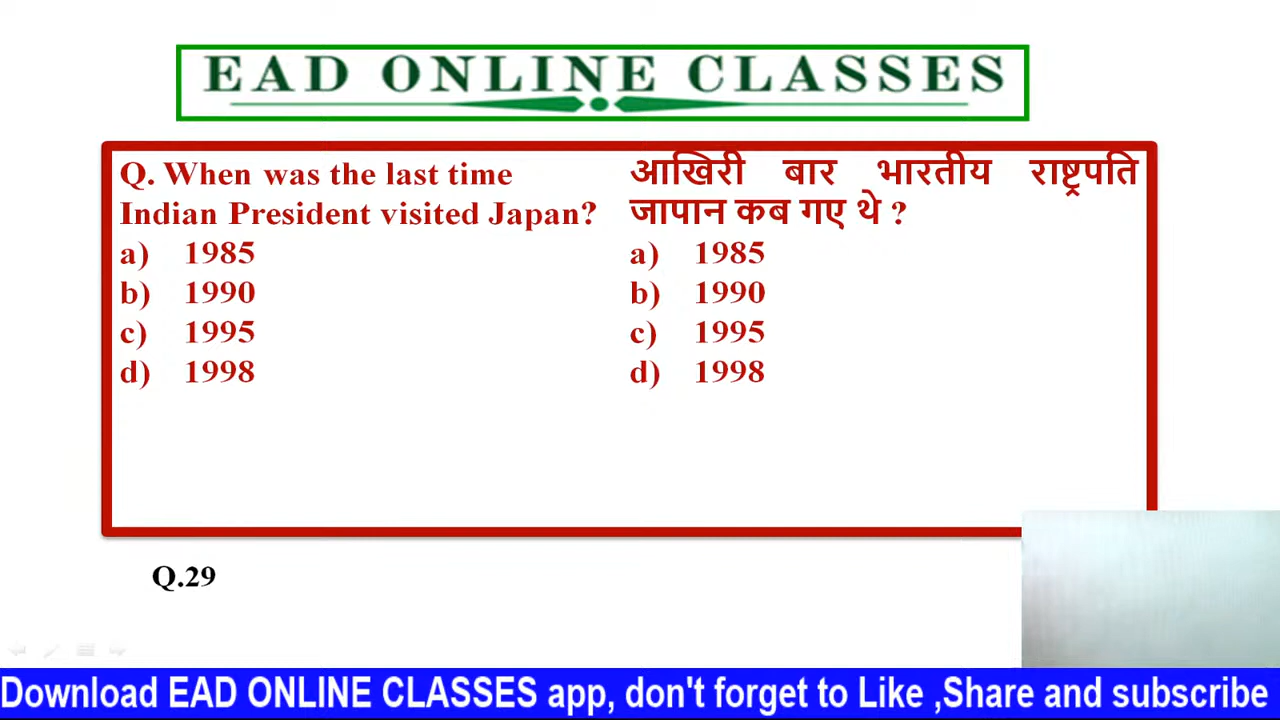 EAD ONLINE CLASSES
Q. When was the last time
Indian President visited Japan?
a) 1985
b) 1990
c) 1995
d) 1998
आखिरी बार भारतीय राष्ट्रपति
जापान कब गए थे ?
a) 1985
b) 1990
c) 1995
d) 1998
Q.29
Download EAD ONLINE CLASSES app, don't forget to Like ,Share and subscribe